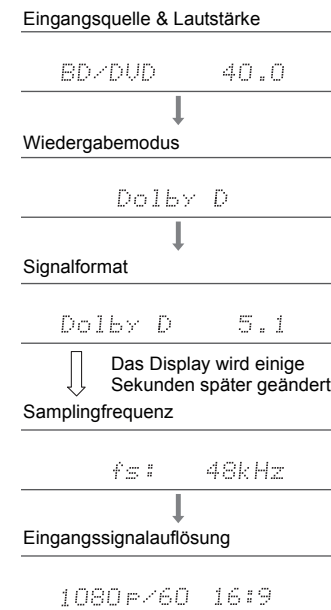 Eingangsquelle & Lautstärke
BD/DVD 40.0
Wiedergabemodus
Dolby D
Signalformat
Dolby D 5.1
Das Display wird einige
Sekunden später geändert
Samplingfrequenz
fs: 48kHz
Eingangssignalauflösung
1080p/60 16:9